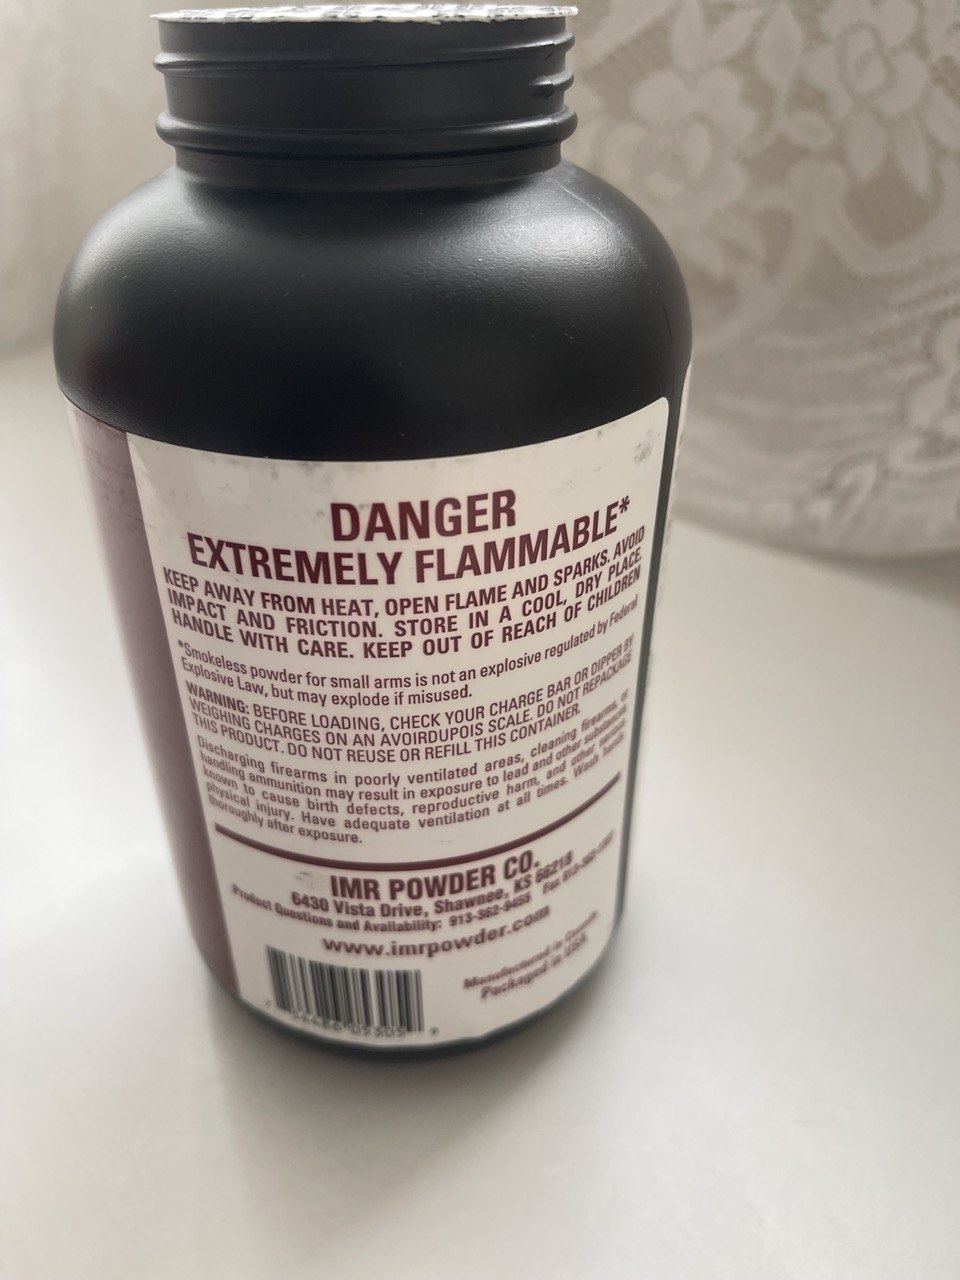 DANGER
EXTREMELY FLAMMABLE*
KEEP AWAY FROM HEAT, OPEN FLAME AND SPARKS. AVOID
IMPACT AND FRICTION. STORE IN A COOL, DRY PLACE.
HANDLE WITH CARE. KEEP OUT OF REACH OF CHILDREN
*Smokeless powder for small arms is not an explosive regulated by Federal
Explosive Law, but may explode if misused.
WARNING: BEFORE LOADING, CHECK YOUR CHARGE BAR OR DIPPER BY
WEIGHING CHARGES ON AN AVOIRDUPOIS SCALE. DO NOT REPACKAGE
THIS PRODUCT. DO NOT REUSE OR REFILL THIS CONTAINER.
Discharging firearms in poorly ventilated areas, cleaning firearms, or
handling ammunition may result in exposure to lead and other substances
known to cause birth defects, reproductive harm, and other serious
physical injury. Have adequate ventilation at all times. Wash hands
thoroughly after exposure.
IMR POWDER CO.
6430 Vista Drive, Shawnee, KS 66218
Product Questions and Availability: 913-362-9455 Fax 913-362-
www.imrpowder.com
Manufactured in Canada
Packaged in USA